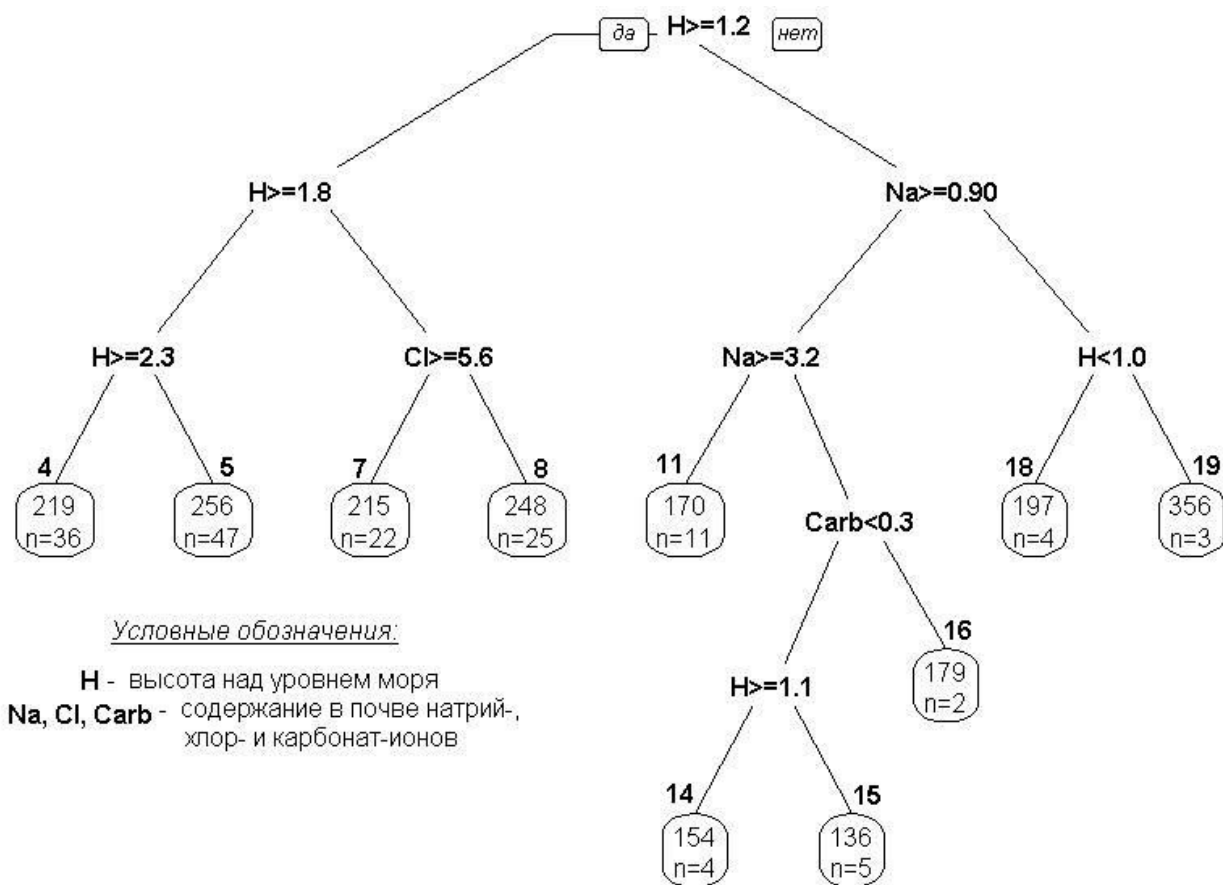 да H>=1.2 нет
H>=1.8 Na>=0.90
H>=2.3 Cl>=5.6 Na>=3.2 H<1.0
4 5 7 8 11 18 19
219 256 215 248 170 197 356
n=36 n=47 n=22 n=25 n=11 Carb<0.3 n=4 n=3
Условные обозначения:
16
179
n=2
H - высота над уровнем моря
H>=1.1
Na, Cl, Carb - содержание в почве натрий-,
хлор- и карбонат-ионов
14 15
154 136
n=4 n=5